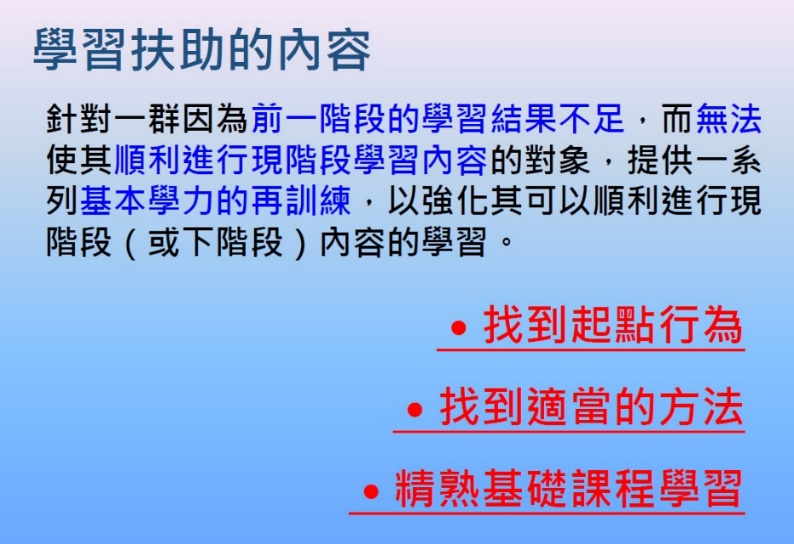 學習扶助的內容
針對一群因為前一階段的學習結果不足，而無法
使其順利進行現階段學習內容的對象，提供一系
列基本學力的再訓練，以強化其可以順利進行現
階段（或下階段）內容的學習。
• 找到起點行為
• 找到適當的方法
• 精熟基礎課程學習